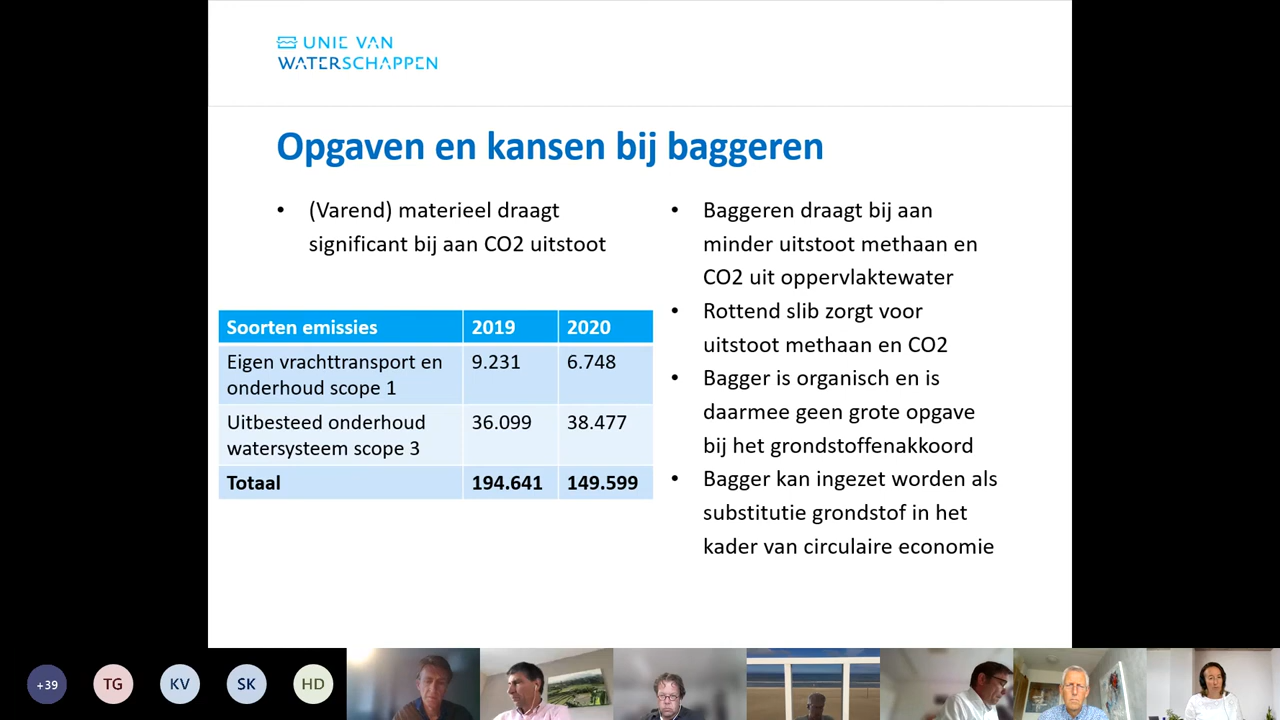 UNIE VAN
WATERSCHAPPEN
Opgaven en kansen bij baggeren
• (Varend) materieel draagt
significant bij aan CO2 uitstoot
Soorten emissies 2019 2020
Eigen vrachttransport en
onderhoud scope 1 9.231 6.748
Uitbesteed onderhoud
watersysteem scope 3 36.099 38.477
Totaal 194.641 149.599
• Baggeren draagt bij aan
minder uitstoot methaan en
CO2 uit oppervlaktewater
• Rottend slib zorgt voor
uitstoot methaan en CO2
• Bagger is organisch en is
daarmee geen grote opgave
bij het grondstoffenakkoord
• Bagger kan ingezet worden als
substitutie grondstof in het
kader van circulaire economie
+39 TG KV SK HD